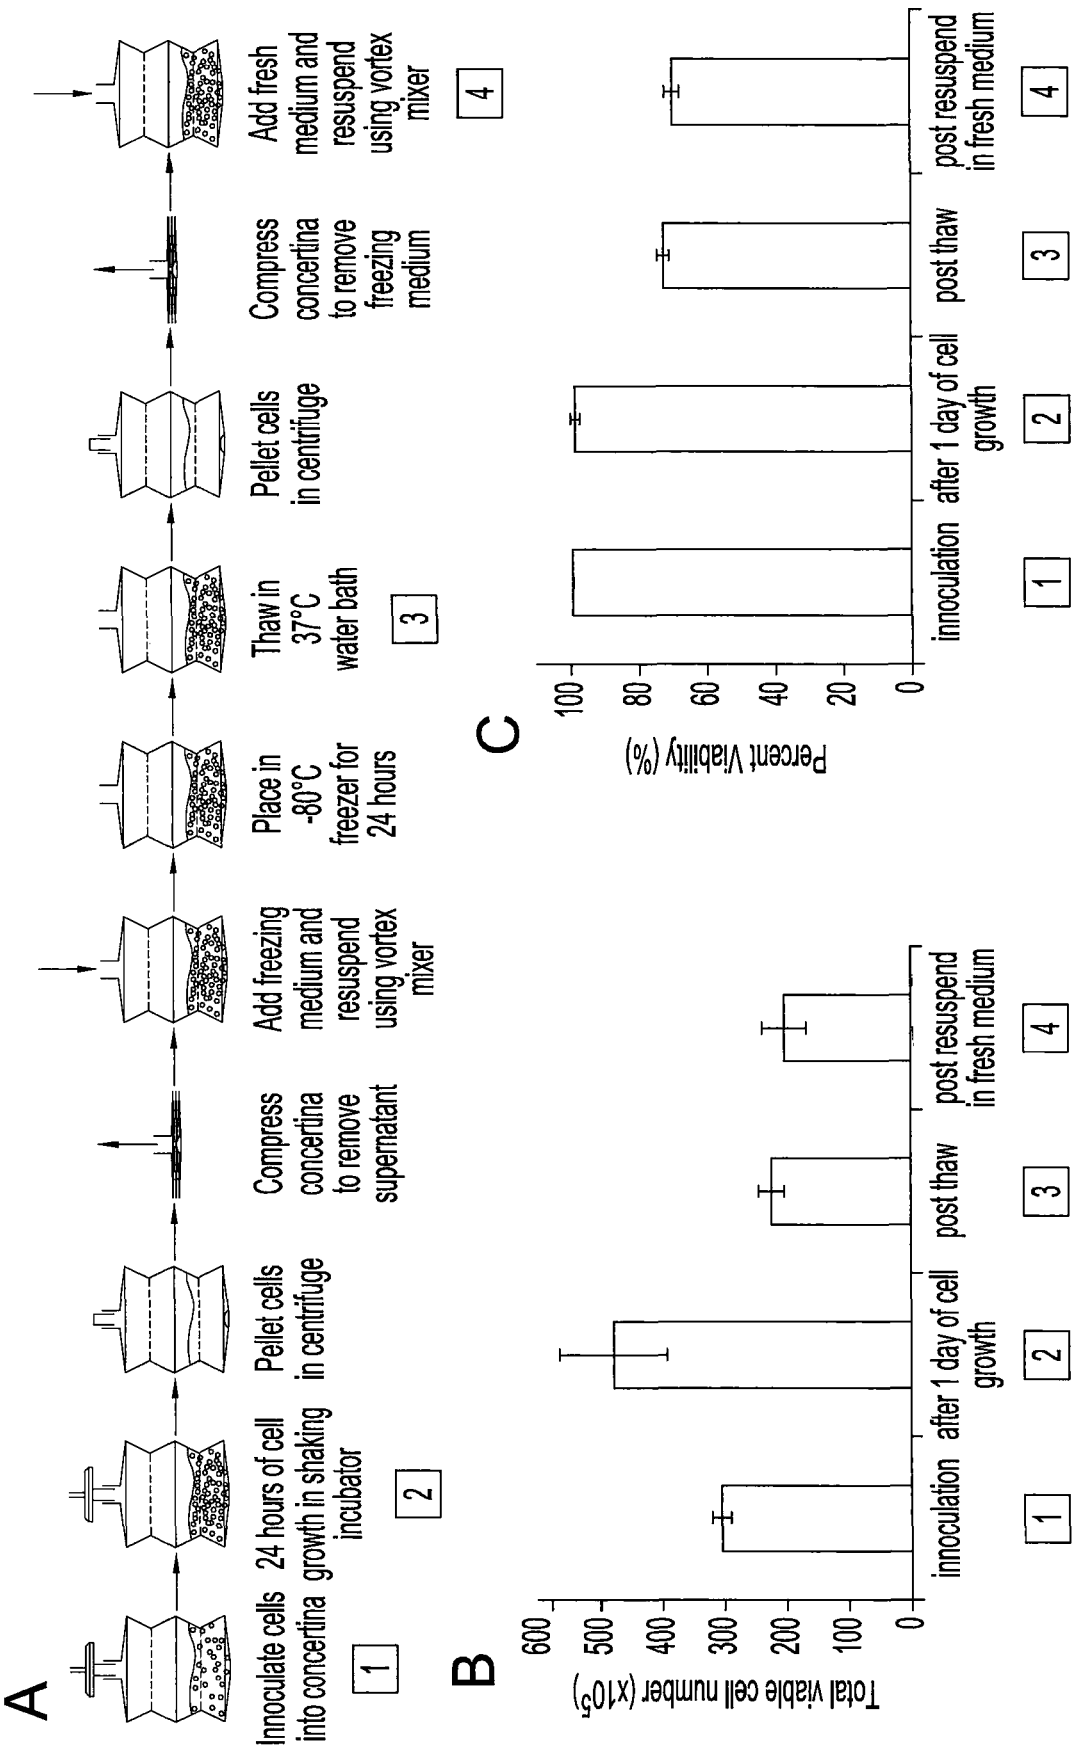 A
Innoculate cells
into concertina
1
24 hours of cell
growth in shaking
incubator
2
Pellet cells
in centrifuge
Compress
concertina
to remove
supernatant
Add freezing
medium and
resuspend
using vortex
mixer
Place in
-80°C
freezer for
24 hours
Thaw in
37°C
water bath
3
Pellet cells
in centrifuge
Compress
concertina
to remove
freezing
medium
Add fresh
medium and
resuspend
using vortex
mixer
4
B
Total viable cell number (x10⁵)
600
500
400
300
200
100
0
innoculation
after 1 day of cell
growth
post thaw
post resuspend
in fresh medium
1
2
3
4
C
Percent Viability (%)
100
80
60
40
20
0
innoculation
after 1 day of cell
growth
post thaw
post resuspend
in fresh medium
1
2
3
4